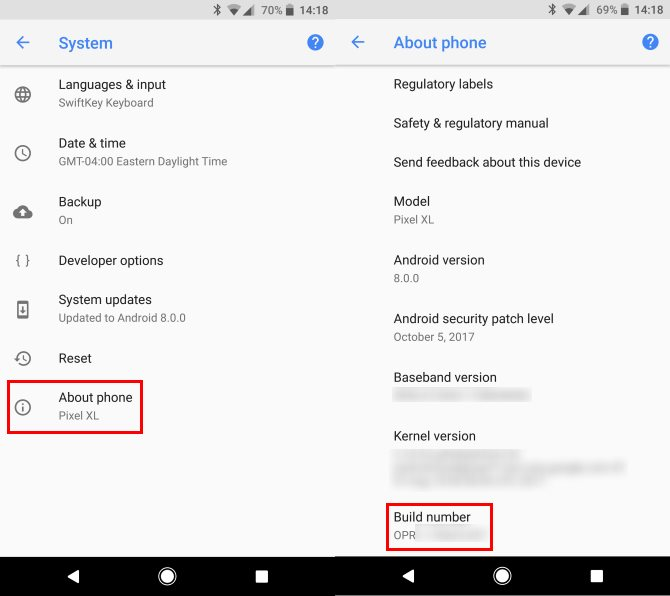 70% 14:18
System
Languages & input
SwiftKey Keyboard
Date & time
GMT-04:00 Eastern Daylight Time
Backup
On
{ } Developer options
System updates
Updated to Android 8.0.0
Reset
About phone
Pixel XL
69% 14:18
About phone
Regulatory labels
Safety & regulatory manual
Send feedback about this device
Model
Pixel XL
Android version
8.0.0
Android security patch level
October 5, 2017
Baseband version
Kernel version
Build number
OPR